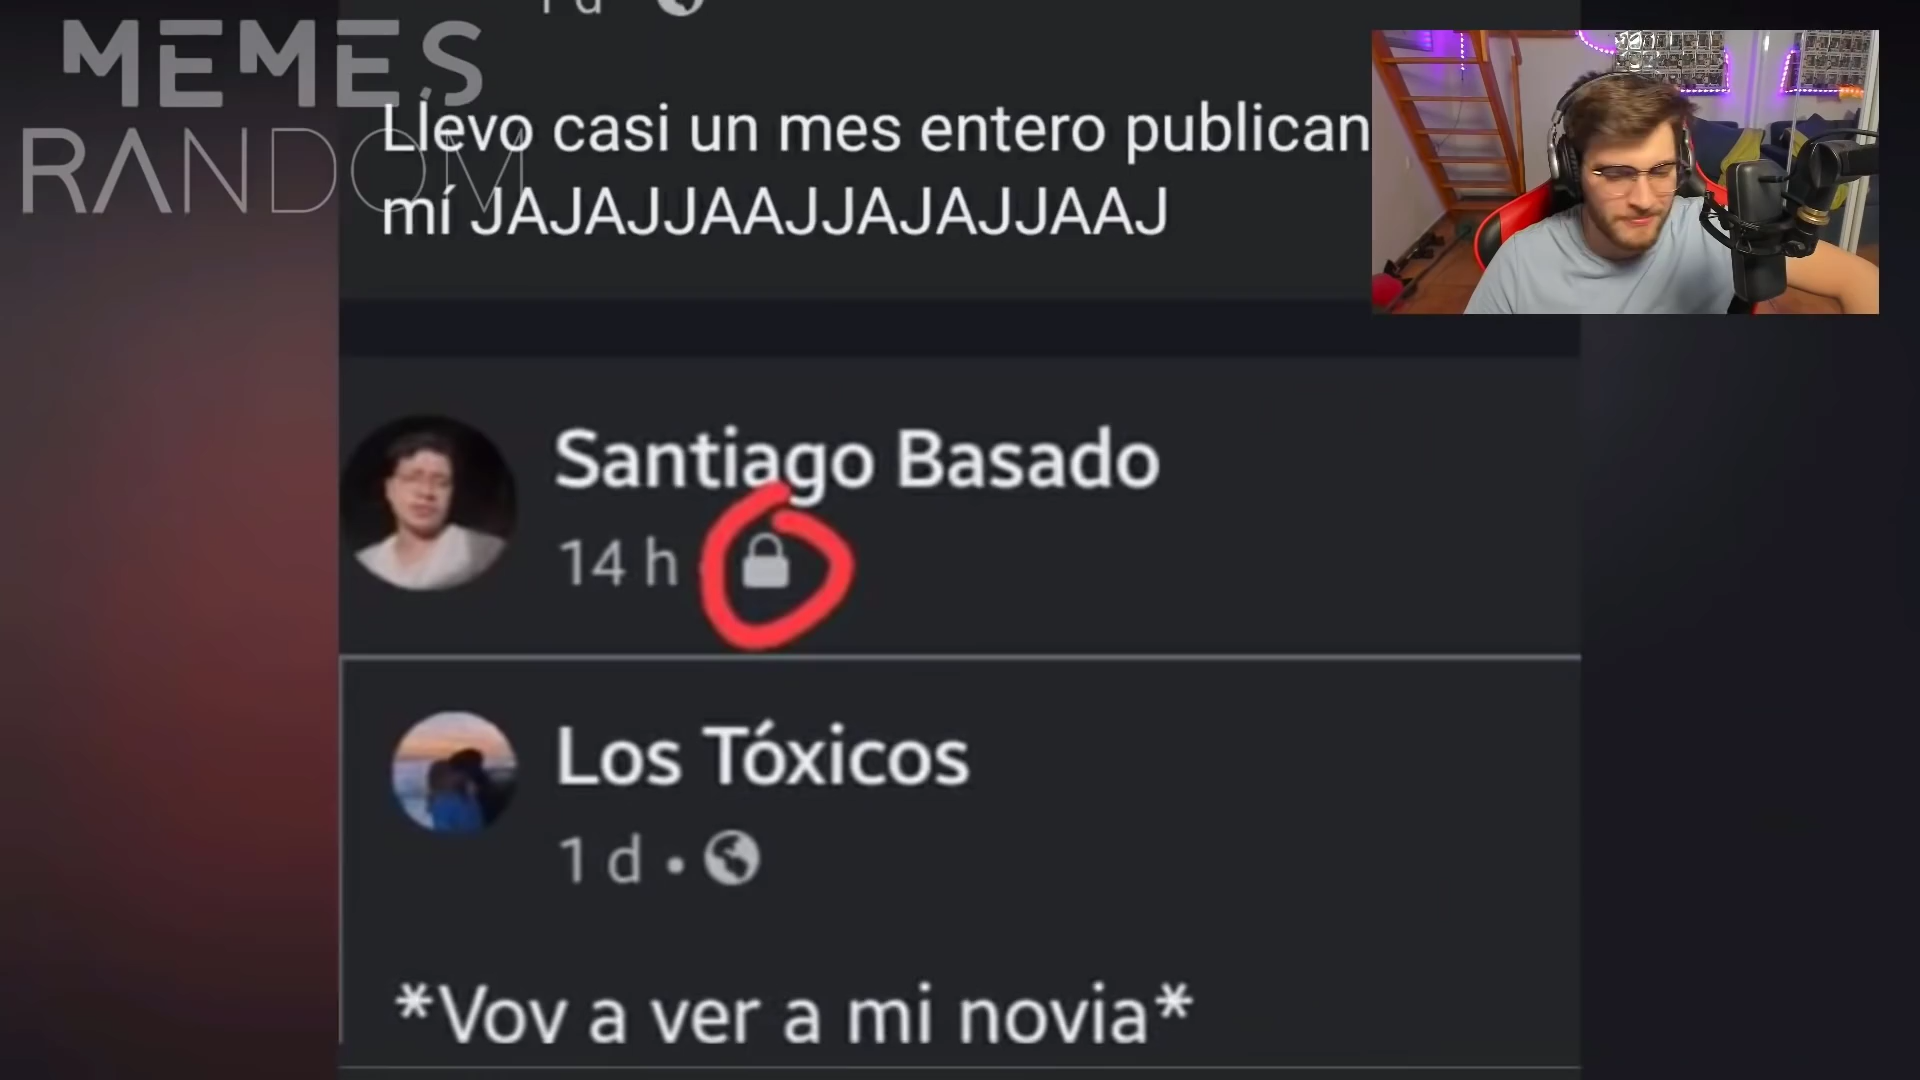 MEMES
RANDOM
Llevo casi un mes entero publican
mí JAJAJJAAJJAJAJJAAJ
Santiago Basado
14 h
Los Tóxicos
1 d •
*Voy a ver a mi novia*